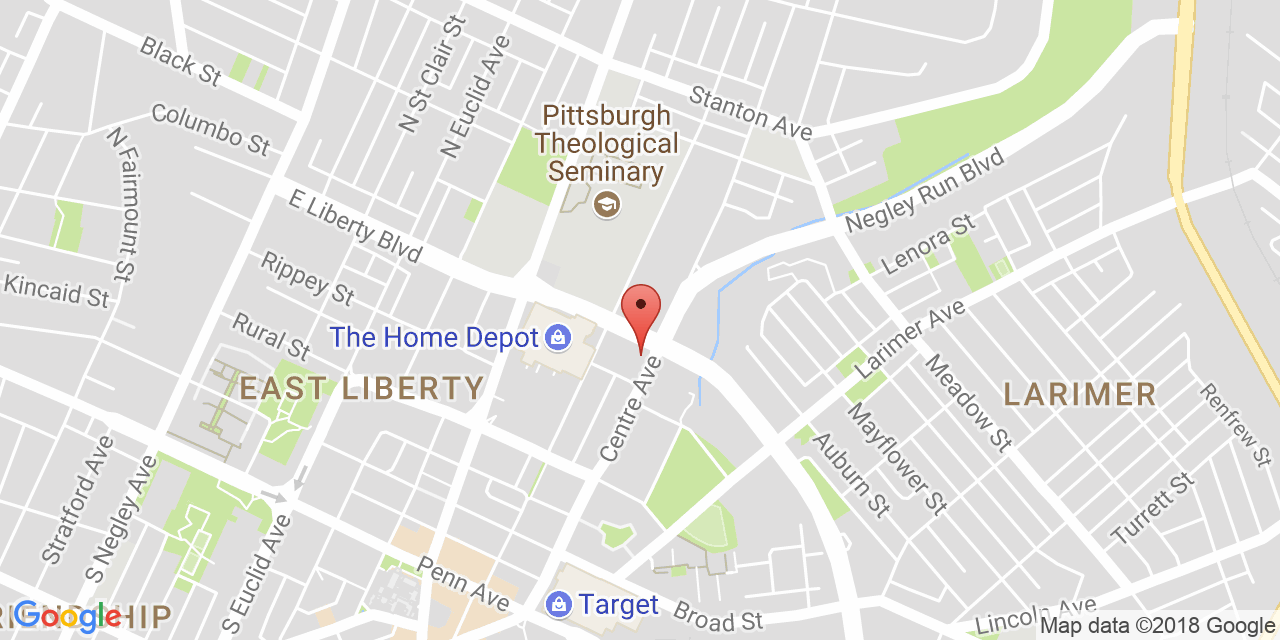 Black St
N St Clair St
N Euclid Ave
Columbo St
N Fairmount St
Pittsburgh
Theological
Seminary
Stanton Ave
E Liberty Blvd
Negley Run Blvd
Lenora St
Rippey St
Kincaid St
Rural St
The Home Depot
Larimer Ave
EAST LIBERTY
Centre Ave
LARIMER
Meadow St
Renfrew St
Mayflower St
Auburn St
Stratford Ave
S Negley Ave
S Euclid Ave
Turrett St
Penn Ave
Target
Broad St
Lincoln Ave
Google
Map data ©2018 Google